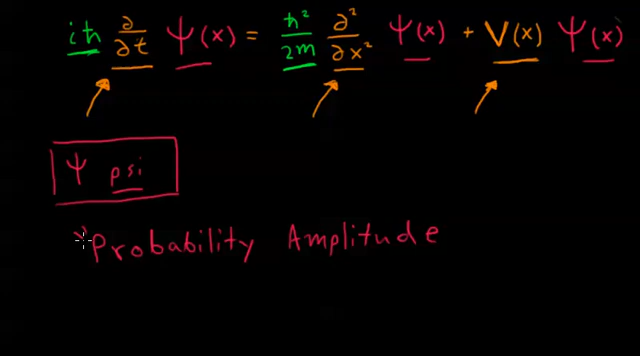 iħ ∂/∂t Ψ(x) = ħ²/2m ∂²/∂x² Ψ(x) + V(x) Ψ(x)
Ψ psi
Probability Amplitude